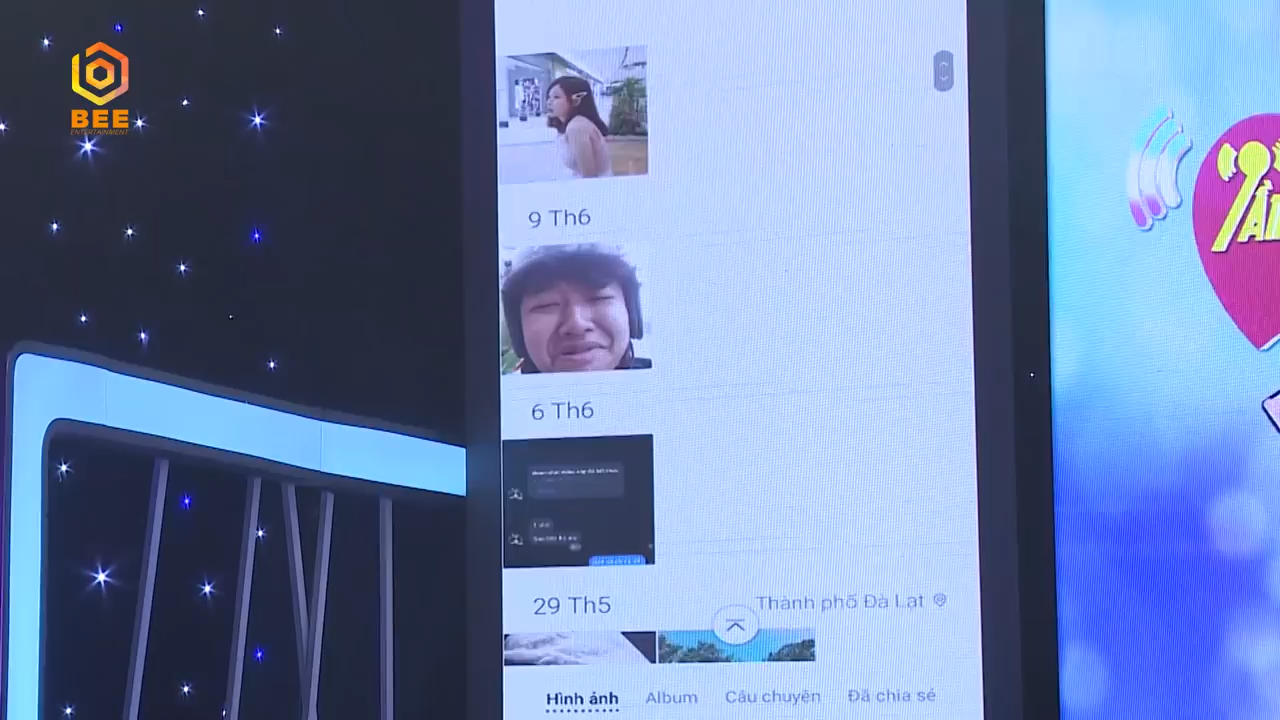 BEE
ENTERTAINMENT
9 Th6
6 Th6
29 Th5
Thành phố Đà Lạt
Hình ảnh
Album
Câu chuyện
Đã chia sẻ